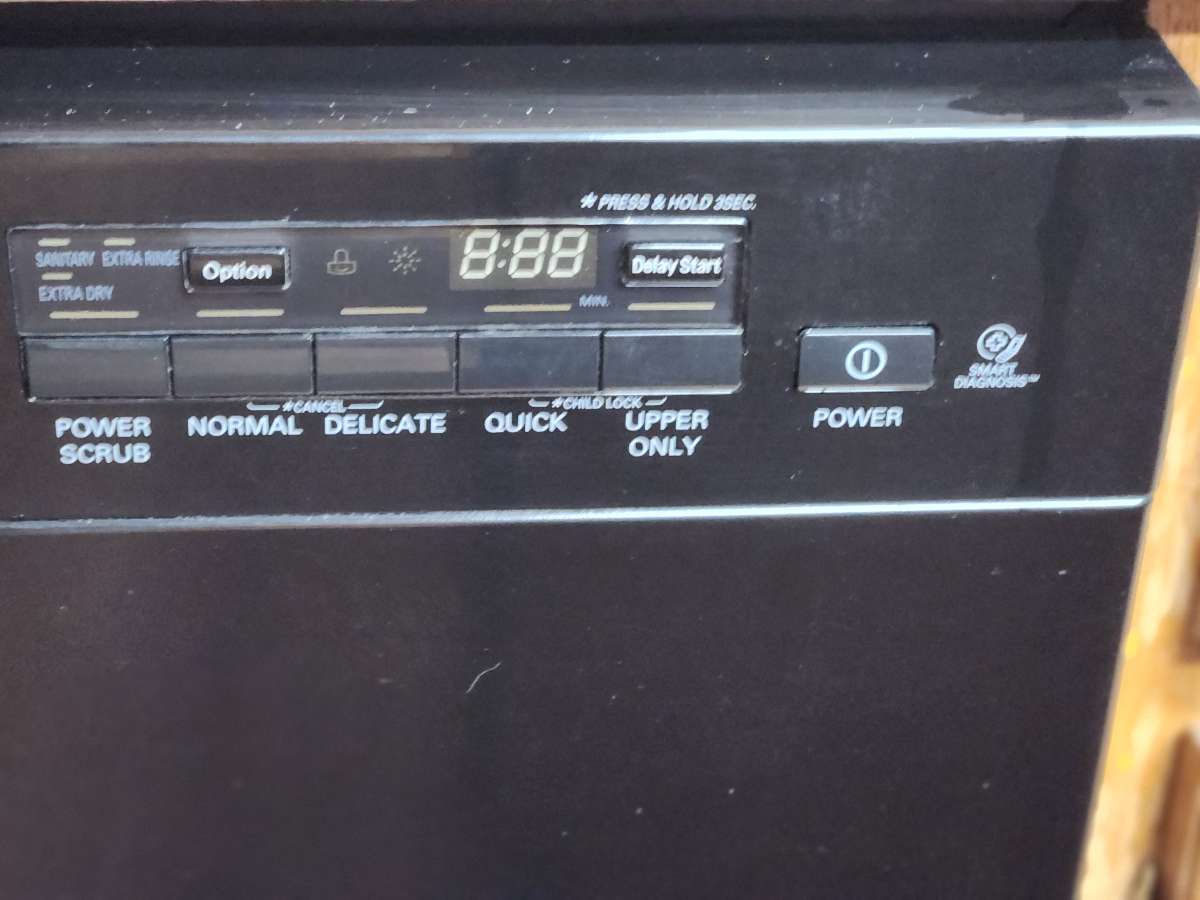 * PRESS & HOLD 3SEC.
SANITARY EXTRA RINSE
Option
8:88
Delay Start
EXTRA DRY
MIN.
*CANCEL
*CHILD LOCK
POWER SCRUB
NORMAL
DELICATE
QUICK
UPPER ONLY
POWER
SMART
DIAGNOSIS™